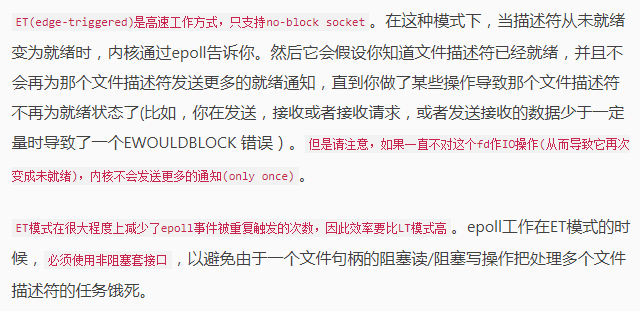 ET(edge-triggered)是高速工作方式，只支持no-block socket。在这种模式下，当描述符从未就绪
变为就绪时，内核通过epoll告诉你。然后它会假设你知道文件描述符已经就绪，并且不
会再为那个文件描述符发送更多的就绪通知，直到你做了某些操作导致那个文件描述符
不再为就绪状态了(比如，你在发送，接收或者接收请求，或者发送接收的数据少于一定
量时导致了一个EWOULDBLOCK 错误）。但是请注意，如果一直不对这个fd作IO操作(从而导致它再次
变成未就绪)，内核不会发送更多的通知(only once)。
ET模式在很大程度上减少了epoll事件被重复触发的次数，因此效率要比LT模式高。epoll工作在ET模式的时
候，必须使用非阻塞套接口，以避免由于一个文件句柄的阻塞读/阻塞写操作把处理多个文件
描述符的任务饿死。